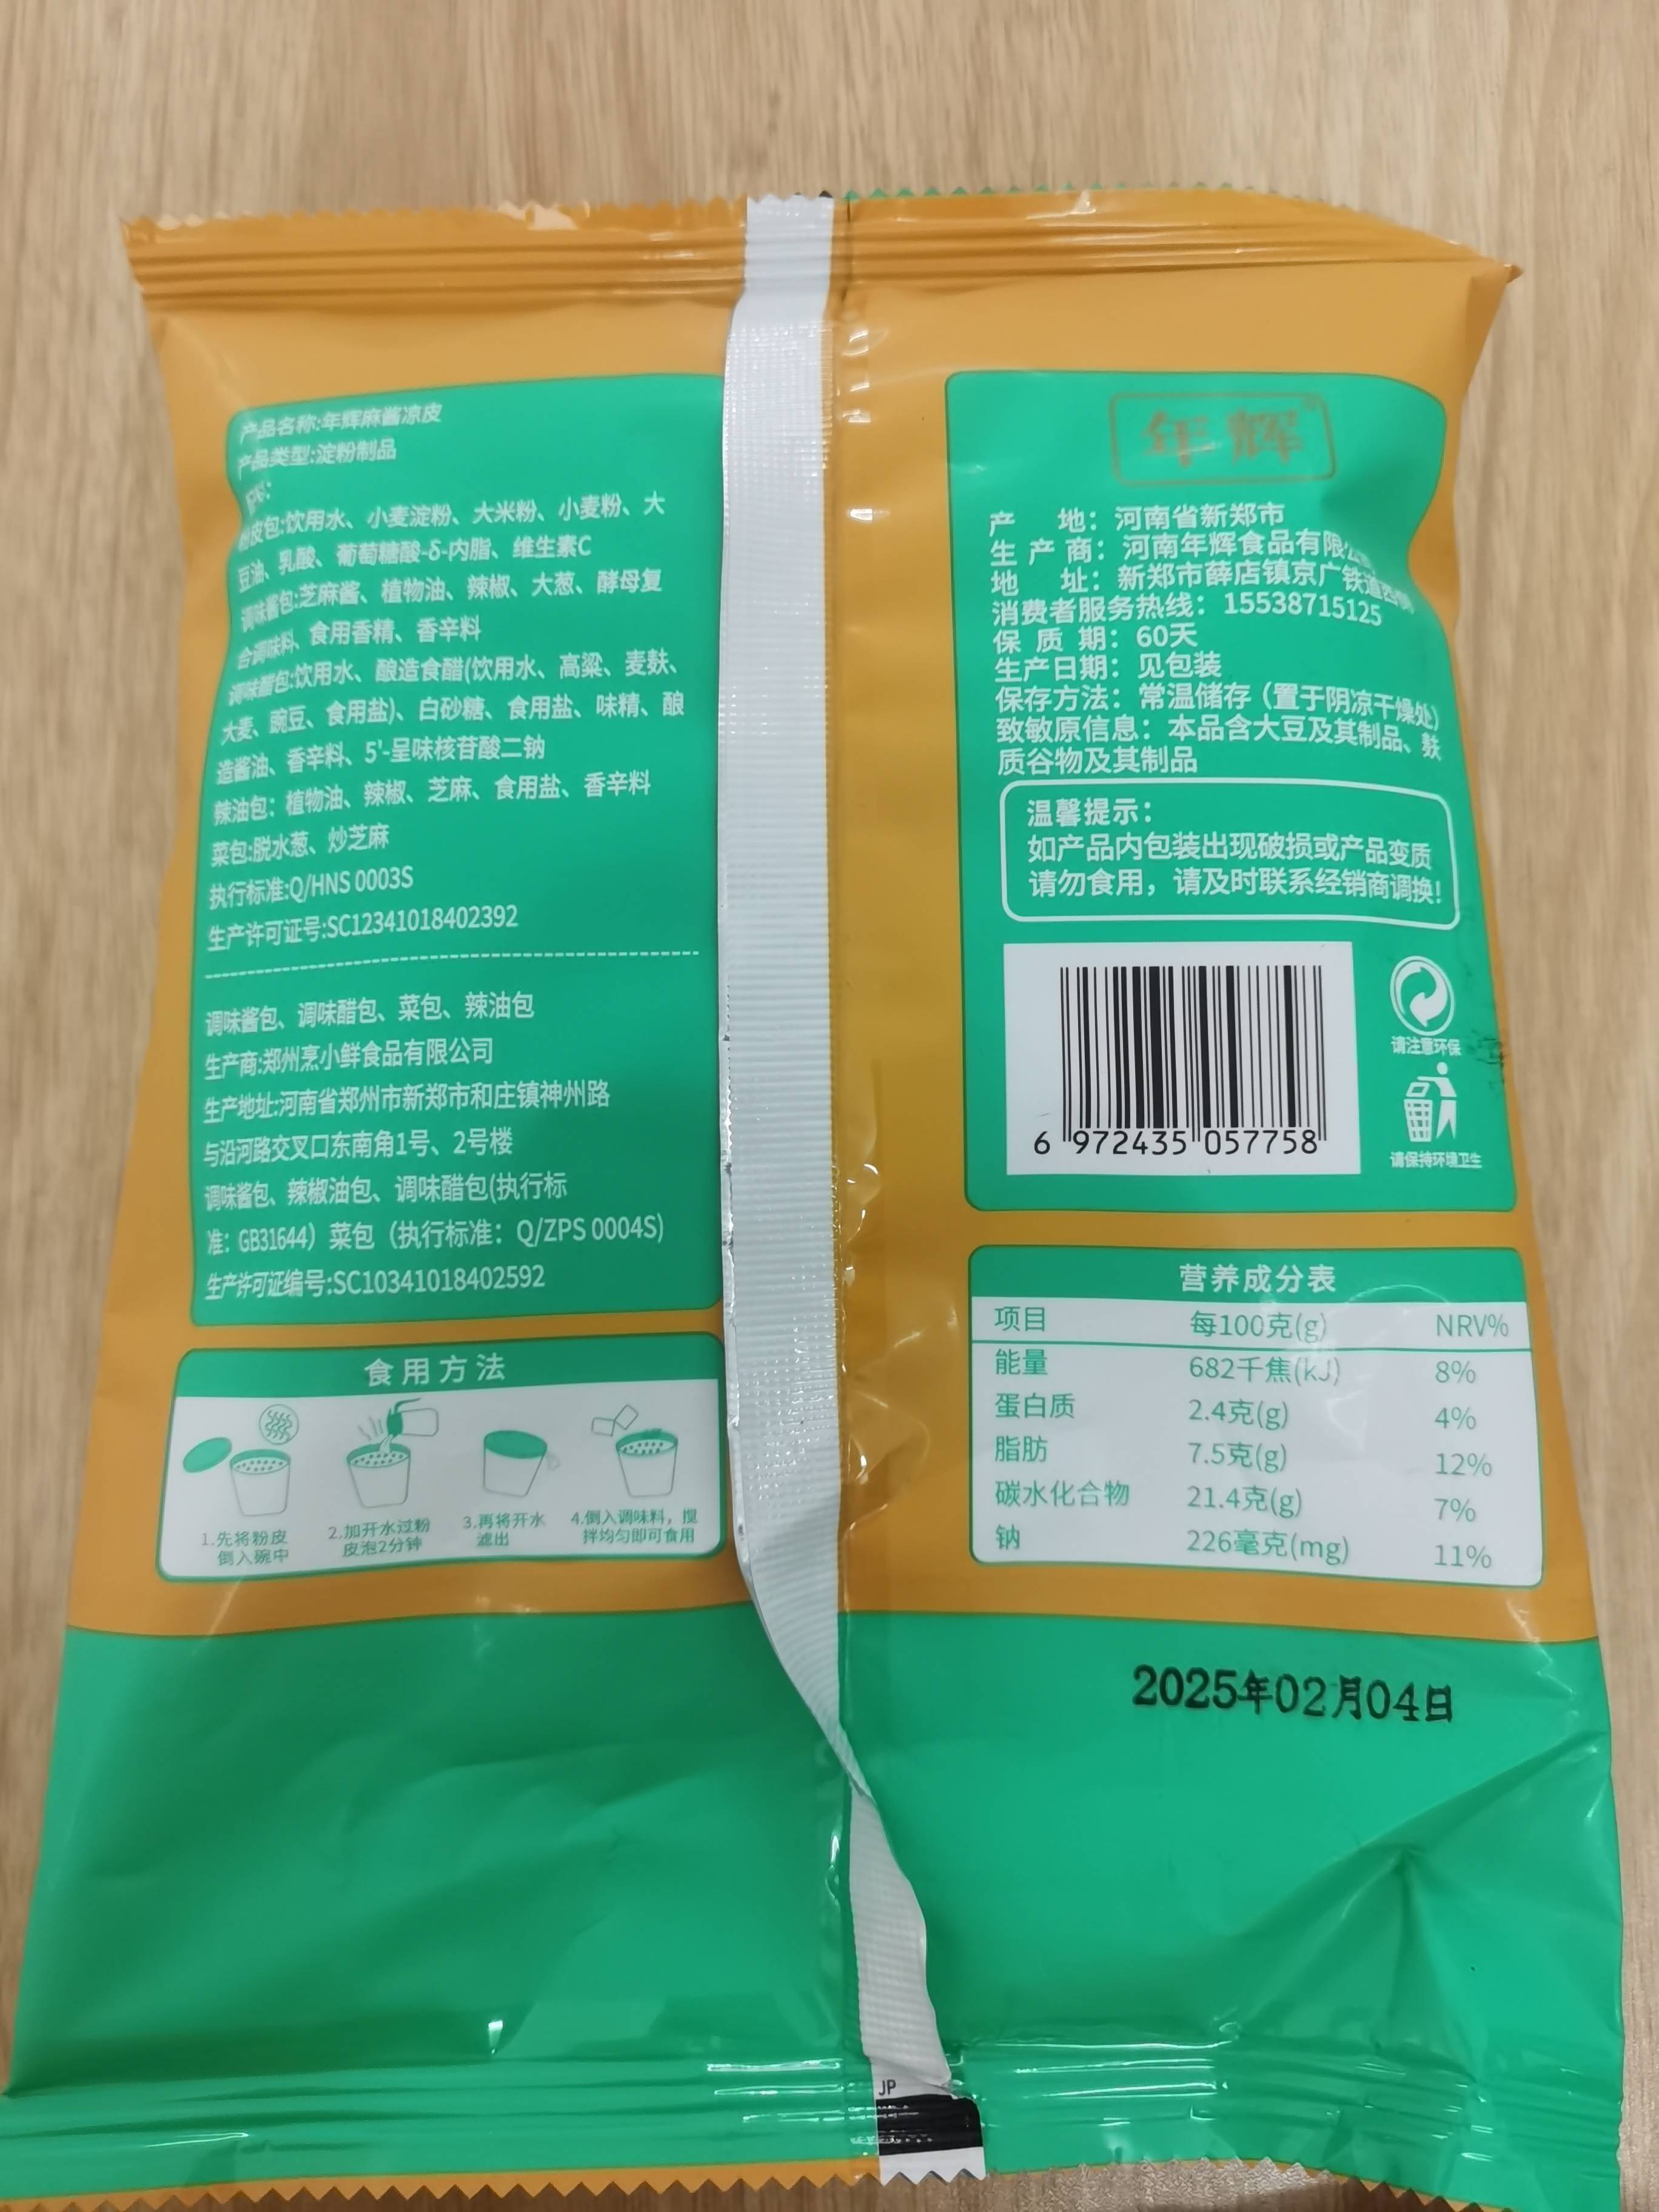 产品名称:年辉麻酱凉皮
产品类型:淀粉制品
配料:
粉皮包:饮用水、小麦淀粉、大米粉、小麦粉、大
豆油、乳酸、葡萄糖酸-δ-内脂、维生素C
调味酱包:芝麻酱、植物油、辣椒、大葱、酵母复
合调味料、食用香精、香辛料
调味醋包:饮用水、酿造食醋(饮用水、高粱、麦麸、
大麦、豌豆、食用盐)、白砂糖、食用盐、味精、酿
造酱油、香辛料、5'-呈味核苷酸二钠
辣油包：植物油、辣椒、芝麻、食用盐、香辛料
菜包:脱水葱、炒芝麻
执行标准:Q/HNS 0003S
生产许可证号:SC12341018402392
调味酱包、调味醋包、菜包、辣油包
生产商:郑州烹小鲜食品有限公司
生产地址:河南省郑州市新郑市和庄镇神州路
与沿河路交叉口东南角1号、2号楼
调味酱包、辣椒油包、调味醋包(执行标
准：GB31644）菜包（执行标准：Q/ZPS 0004S)
生产许可证编号:SC10341018402592
食用方法
1.先将粉皮
倒入碗中
2.加开水过粉
皮泡2分钟
3.再将开水
滤出
4.倒入调味料，搅
拌均匀即可食用
年辉
产 地：河南省新郑市
生产商：河南年辉食品有限公
地 址：新郑市薛店镇京广铁道西侧
消费者服务热线：15538715125
保质期：60天
生产日期：见包装
保存方法：常温储存（置于阴凉干燥处）
致敏原信息：本品含大豆及其制品、麸
质谷物及其制品
温馨提示：
如产品内包装出现破损或产品变质
请勿食用，请及时联系经销商调换!
6 972435 057758
请注意环保
请保持环境卫生
营养成分表
项目 每100克(g) NRV%
能量 682千焦(kJ) 8%
蛋白质 2.4克(g) 4%
脂肪 7.5克(g) 12%
碳水化合物 21.4克(g) 7%
钠 226毫克(mg) 11%
2025年02月04日
JP